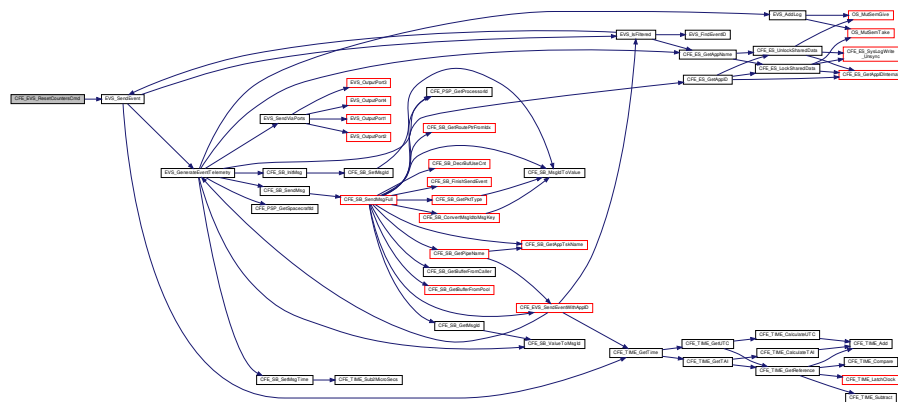 CFE_EVS_ResetCountersCmd
EVS_SendEvent
EVS_GenerateEventTelemetry
EVS_SendViaPorts
EVS_OutputPort3
EVS_OutputPort4
EVS_OutputPort1
EVS_OutputPort2
CFE_SB_InitMsg
CFE_SB_SetMsgId
CFE_SB_SendMsg
CFE_PSP_GetSpacecraftId
CFE_SB_SendMsgFull
CFE_SB_SetMsgTime
CFE_TIME_Sub2MicroSecs
CFE_PSP_GetProcessorId
CFE_SB_GetRoutePtrFromIdx
CFE_SB_DecrBufUseCnt
CFE_SB_FinishSendEvent
CFE_SB_GetPktType
CFE_SB_ConvertMsgIdtoMsgKey
CFE_SB_GetPipeName
CFE_SB_GetBufferFromCaller
CFE_SB_GetBufferFromPool
CFE_SB_GetMsgId
CFE_SB_MsgIdToValue
CFE_SB_GetAppTskName
CFE_EVS_SendEventWithAppID
CFE_SB_ValueToMsgId
EVS_IsFiltered
EVS_FindEventID
CFE_ES_GetAppName
CFE_ES_GetAppID
EVS_AddLog
CFE_ES_UnlockSharedData
CFE_ES_LockSharedData
OS_MutSemGive
OS_MutSemTake
CFE_ES_SysLogWrite
_Unsync
CFE_ES_GetAppIDInternal
CFE_TIME_GetTime
CFE_TIME_GetUTC
CFE_TIME_GetTAI
CFE_TIME_CalculateUTC
CFE_TIME_CalculateTAI
CFE_TIME_GetReference
CFE_TIME_Add
CFE_TIME_Compare
CFE_TIME_LatchClock
CFE_TIME_Subtract